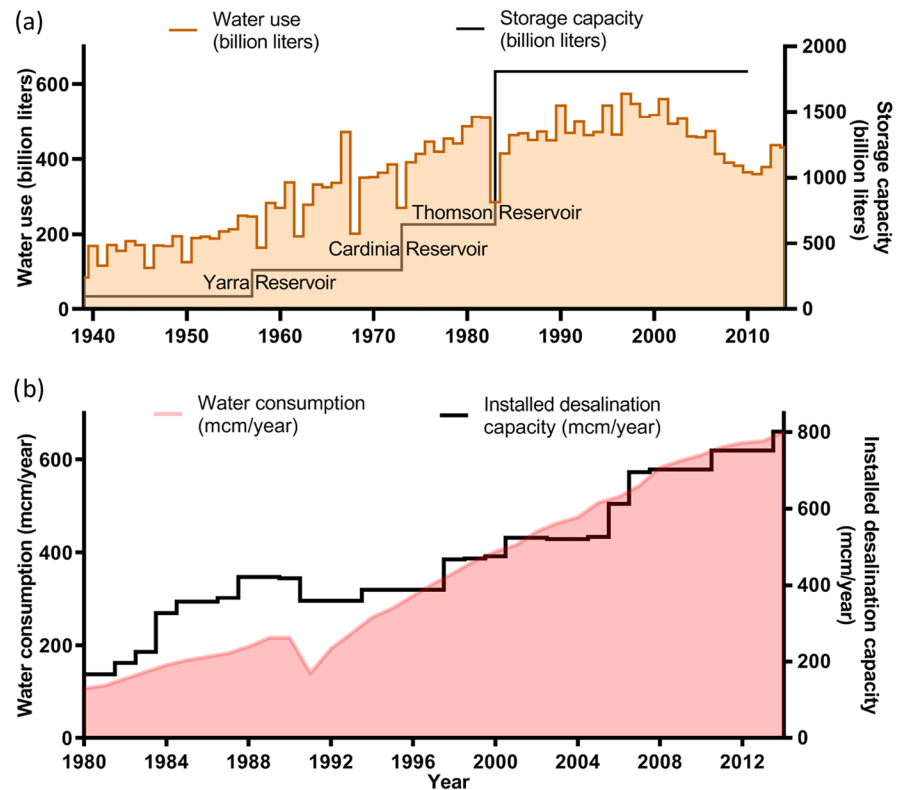 (a)
Water use
(billion liters)
Storage capacity
(billion liters)
Water use (billion liters)
600
400
200
0
2000
1500
1000
500
0
Storage capacity
(billion liters)
Thomson Reservoir
Cardinia Reservoir
Yarra Reservoir
1940 1950 1960 1970 1980 1990 2000 2010
(b)
Water consumption
(mcm/year)
Installed desalination
capacity (mcm/year)
Water consumption (mcm/year)
600
400
200
0
800
600
400
200
0
Installed desalination capacity
(mcm/year)
1980 1984 1988 1992 1996 2000 2004 2008 2012
Year